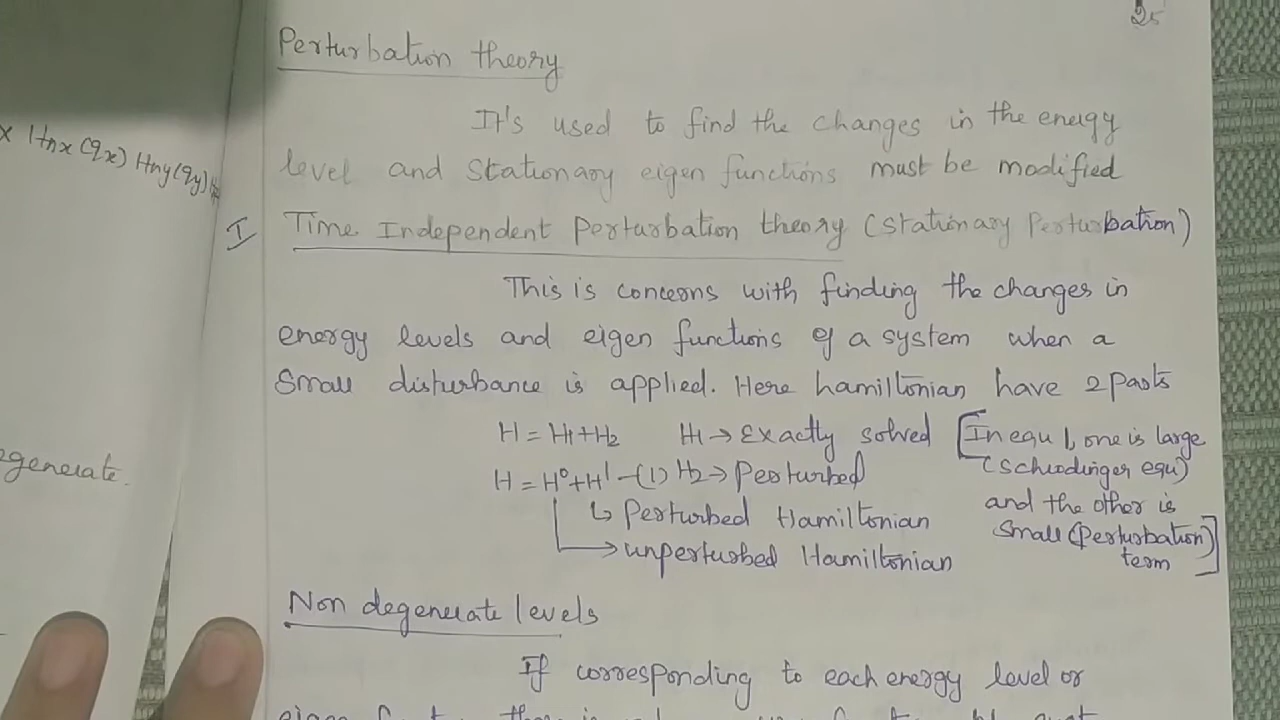 25
Perturbation theory
It's used to find the changes in the energy
level and stationary eigen functions must be modified
I Time Independent Perturbation theory (Stationary Perturbation)
This is concerns with finding the changes in
energy levels and eigen functions of a system when a
Small disturbance is applied. Here hamiltonian have 2 parts
H = H1 + H2 H1 → Exactly solved [In equ 1, one is large
H = H° + H' -(1) H2 → Perturbed (Schrodinger equ)
↳ Perturbed Hamiltonian and the other is
→ unperturbed Hamiltonian Small (Perturbation) term]
Non degenerate levels
If corresponding to each energy level or
x Hnx (qx) Hny(qy)
egenerate.